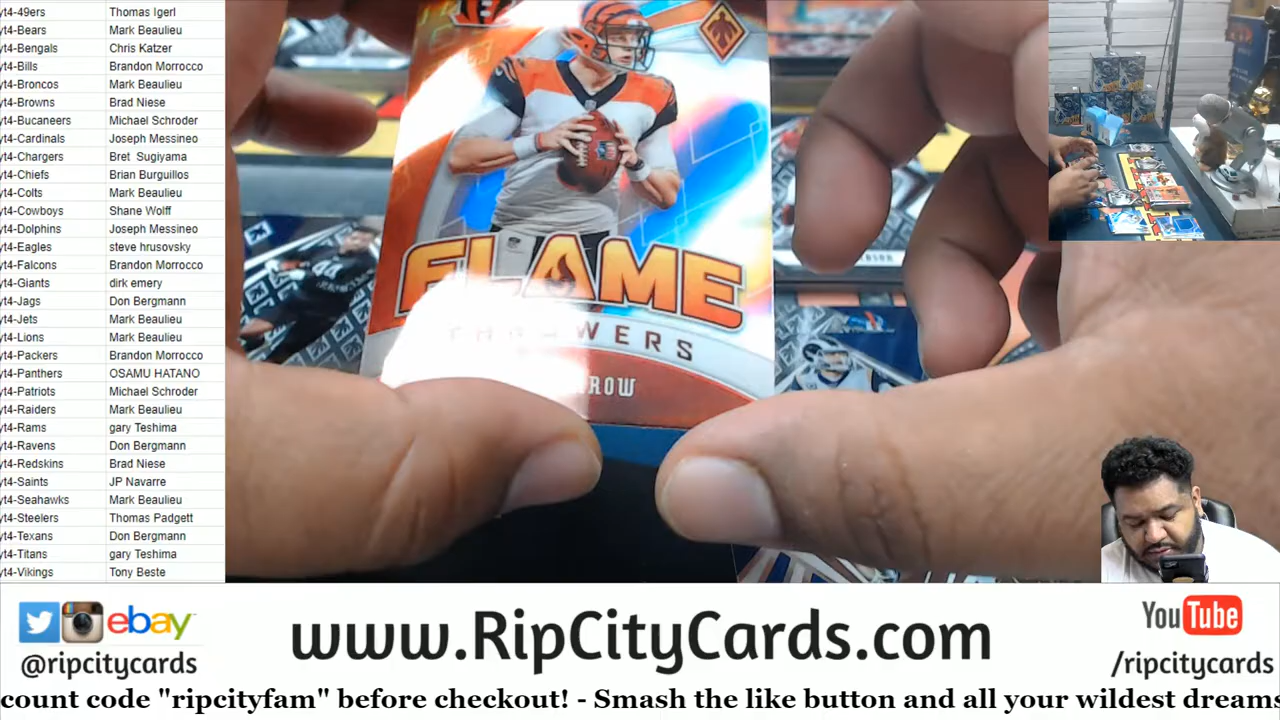 yt4-49ers Thomas Igerl
yt4-Bears Mark Beaulieu
yt4-Bengals Chris Katzer
yt4-Bills Brandon Morrocco
yt4-Broncos Mark Beaulieu
yt4-Browns Brad Niese
yt4-Bucaneers Michael Schroder
yt4-Cardinals Joseph Messineo
yt4-Chargers Bret Sugiyama
yt4-Chiefs Brian Burguillos
yt4-Colts Mark Beaulieu
yt4-Cowboys Shane Wolff
yt4-Dolphins Joseph Messineo
yt4-Eagles steve hrusovsky
yt4-Falcons Brandon Morrocco
yt4-Giants dirk emery
yt4-Jags Don Bergmann
yt4-Jets Mark Beaulieu
yt4-Lions Mark Beaulieu
yt4-Packers Brandon Morrocco
yt4-Panthers OSAMU HATANO
yt4-Patriots Michael Schroder
yt4-Raiders Mark Beaulieu
yt4-Rams gary Teshima
yt4-Ravens Don Bergmann
yt4-Redskins Brad Niese
yt4-Saints JP Navarre
yt4-Seahawks Mark Beaulieu
yt4-Steelers Thomas Padgett
yt4-Texans Don Bergmann
yt4-Titans gary Teshima
yt4-Vikings Tony Beste
FLAME
THROWERS
ROW
ebay
@ripcitycards
www.RipCityCards.com
YouTube
/ripcitycards
count code "ripcityfam" before checkout! - Smash the like button and all your wildest dreams